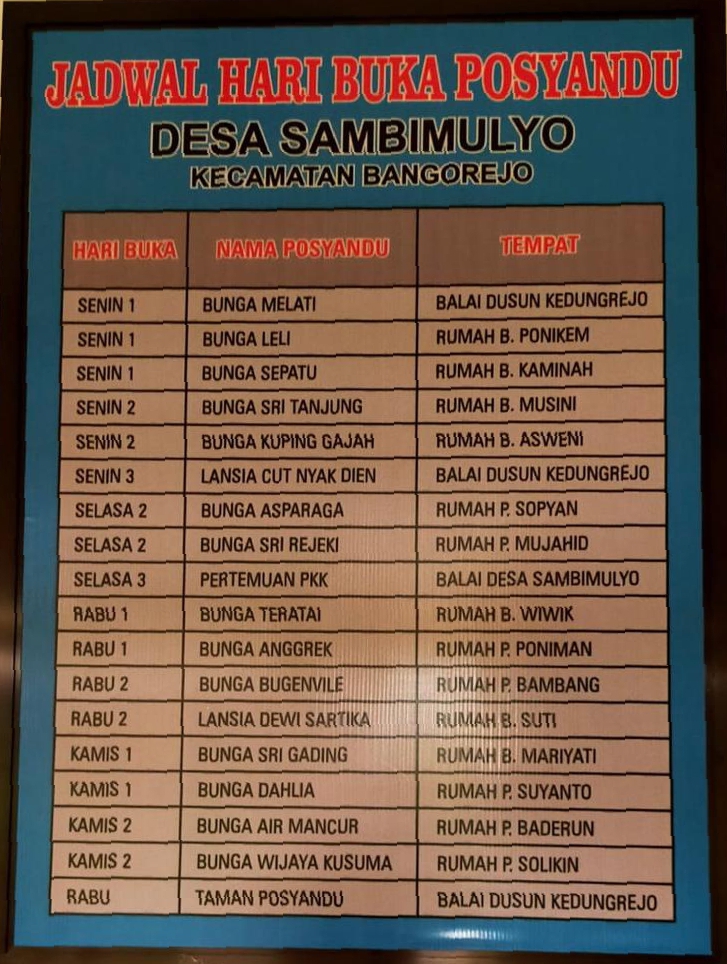 JADWAL HARI BUKA POSYANDU
DESA SAMBIMULYO
KECAMATAN BANGOREJO
HARI BUKA NAMA POSYANDU TEMPAT
SENIN 1 BUNGA MELATI BALAI DUSUN KEDUNGREJO
SENIN 1 BUNGA LELI RUMAH B. PONIKEM
SENIN 1 BUNGA SEPATU RUMAH B. KAMINAH
SENIN 2 BUNGA SRI TANJUNG RUMAH B. MUSINI
SENIN 2 BUNGA KUPING GAJAH RUMAH B. ASWENI
SENIN 3 LANSIA CUT NYAK DIEN BALAI DUSUN KEDUNGREJO
SELASA 2 BUNGA ASPARAGA RUMAH P. SOPYAN
SELASA 2 BUNGA SRI REJEKI RUMAH P. MUJAHID
SELASA 3 PERTEMUAN PKK BALAI DESA SAMBIMULYO
RABU 1 BUNGA TERATAI RUMAH B. WIWIK
RABU 1 BUNGA ANGGREK RUMAH P. PONIMAN
RABU 2 BUNGA BUGENVILE RUMAH P. BAMBANG
RABU 2 LANSIA DEWI SARTIKA RUMAH B. SUTI
KAMIS 1 BUNGA SRI GADING RUMAH B. MARIYATI
KAMIS 1 BUNGA DAHLIA RUMAH P. SUYANTO
KAMIS 2 BUNGA AIR MANCUR RUMAH P. BADERUN
KAMIS 2 BUNGA WIJAYA KUSUMA RUMAH P. SOLIKIN
RABU TAMAN POSYANDU BALAI DUSUN KEDUNGREJO